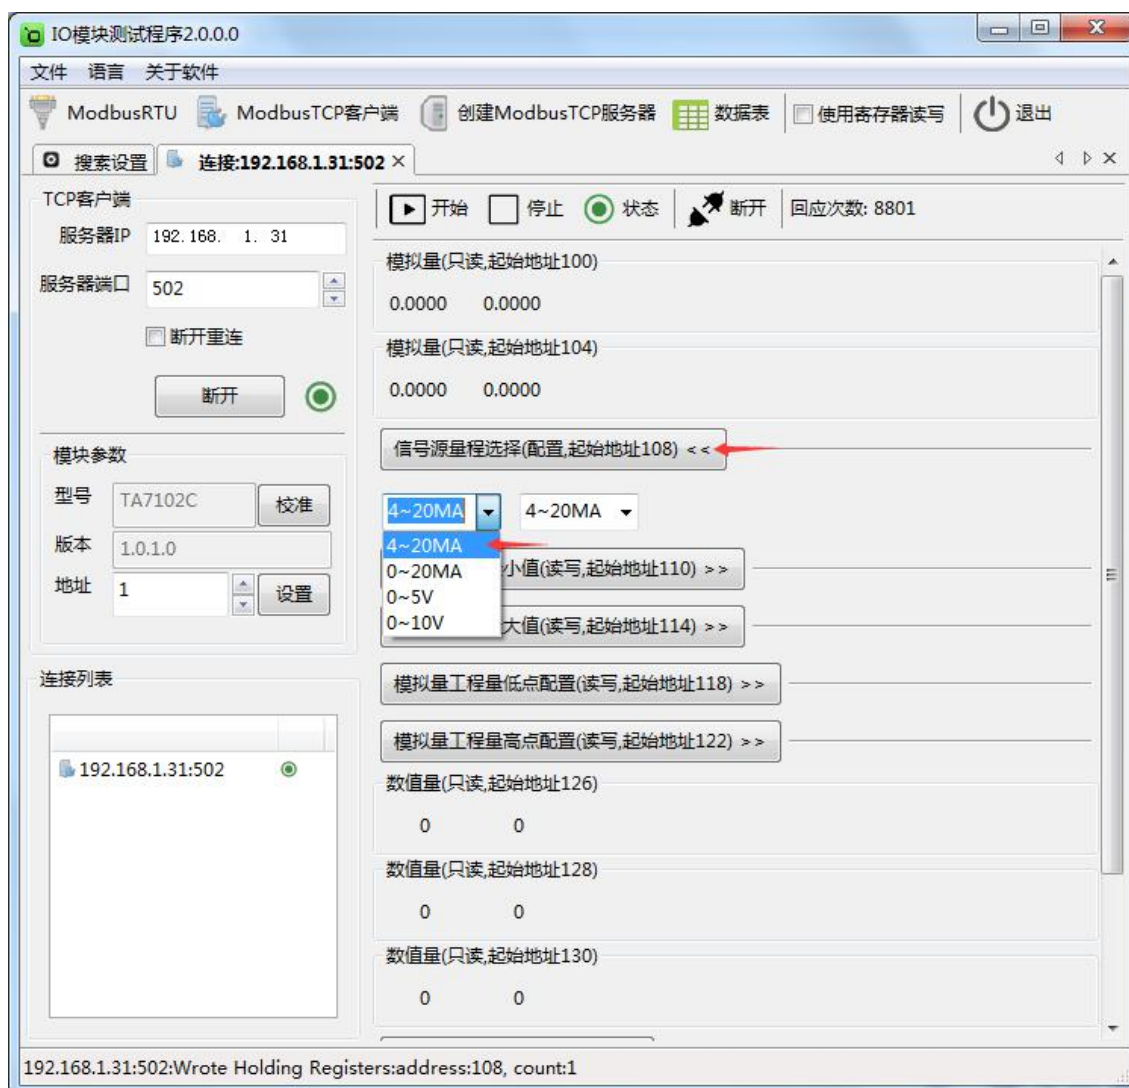 IO模块测试程序2.0.0.0
文件 语言 关于软件
ModbusRTU ModbusTCP客户端 创建ModbusTCP服务器 数据表 使用寄存器读写 退出
搜索设置 连接:192.168.1.31:502
TCP客户端
服务器IP 192.168. 1. 31
服务器端口 502
断开重连
断开
模块参数
型号 TA7102C 校准
版本 1.0.1.0
地址 1 设置
连接列表
192.168.1.31:502
开始 停止 状态 断开 回应次数: 8801
模拟量(只读,起始地址100)
0.0000 0.0000
模拟量(只读,起始地址104)
0.0000 0.0000
信号源量程选择(配置,起始地址108) <<
4~20MA 4~20MA
4~20MA
0~20MA
0~5V
0~10V
小值(读写,起始地址110) >>
大值(读写,起始地址114) >>
模拟量工程量低点配置(读写,起始地址118) >>
模拟量工程量高点配置(读写,起始地址122) >>
数值量(只读,起始地址126)
0 0
数值量(只读,起始地址128)
0 0
数值量(只读,起始地址130)
0 0
192.168.1.31:502:Wrote Holding Registers:address:108, count:1